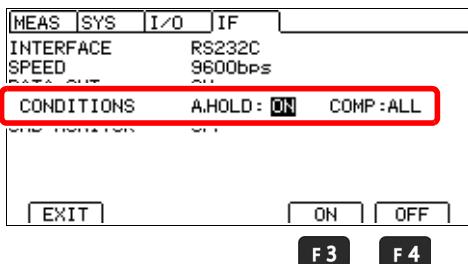 MEAS SYS I/O IF
INTERFACE RS232C
SPEED 9600bps
CONDITIONS A.HOLD: ON COMP:ALL
EXIT ON OFF
F3 F4